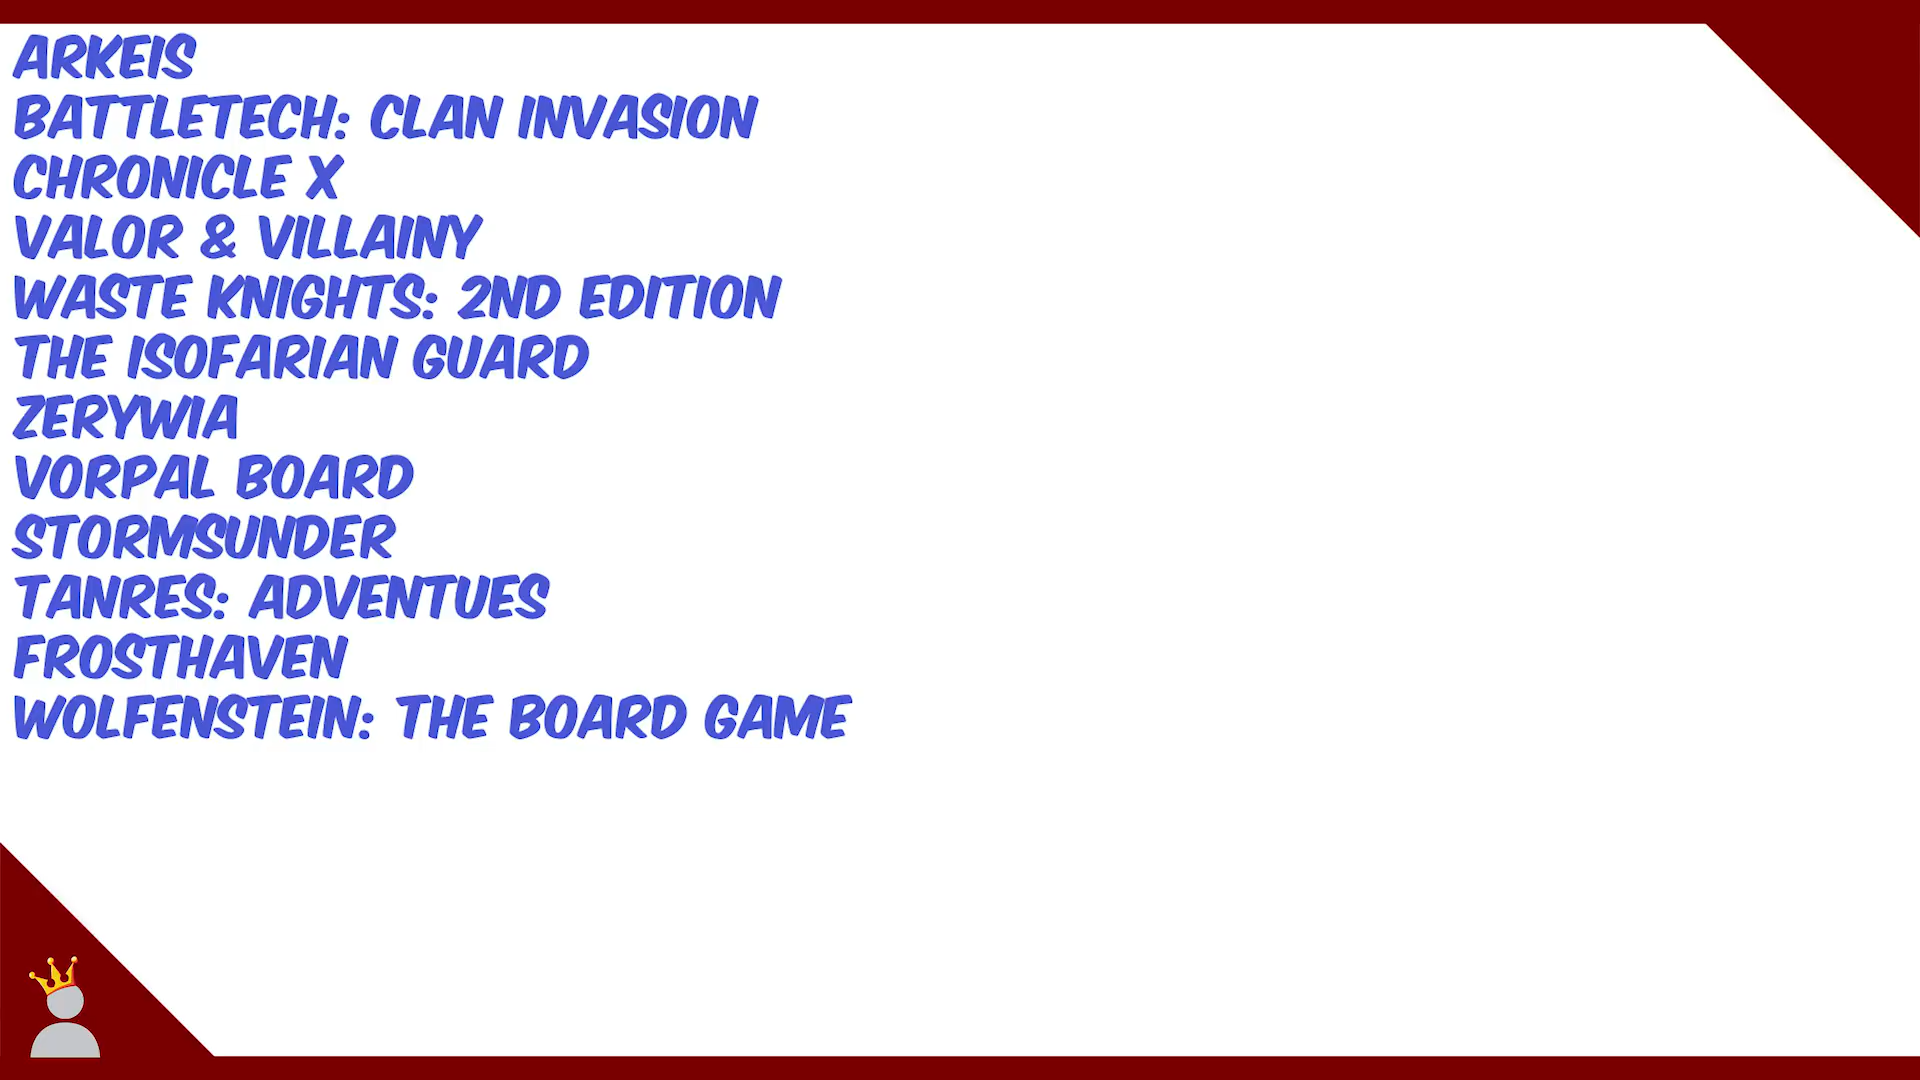 ARKEIS
BATTLETECH: CLAN INVASION
CHRONICLE X
VALOR & VILLAINY
WASTE KNIGHTS: 2ND EDITION
THE ISOFARIAN GUARD
ZERYWIA
VORPAL BOARD
STORMSUNDER
TANRES: ADVENTUES
FROSTHAVEN
WOLFENSTEIN: THE BOARD GAME